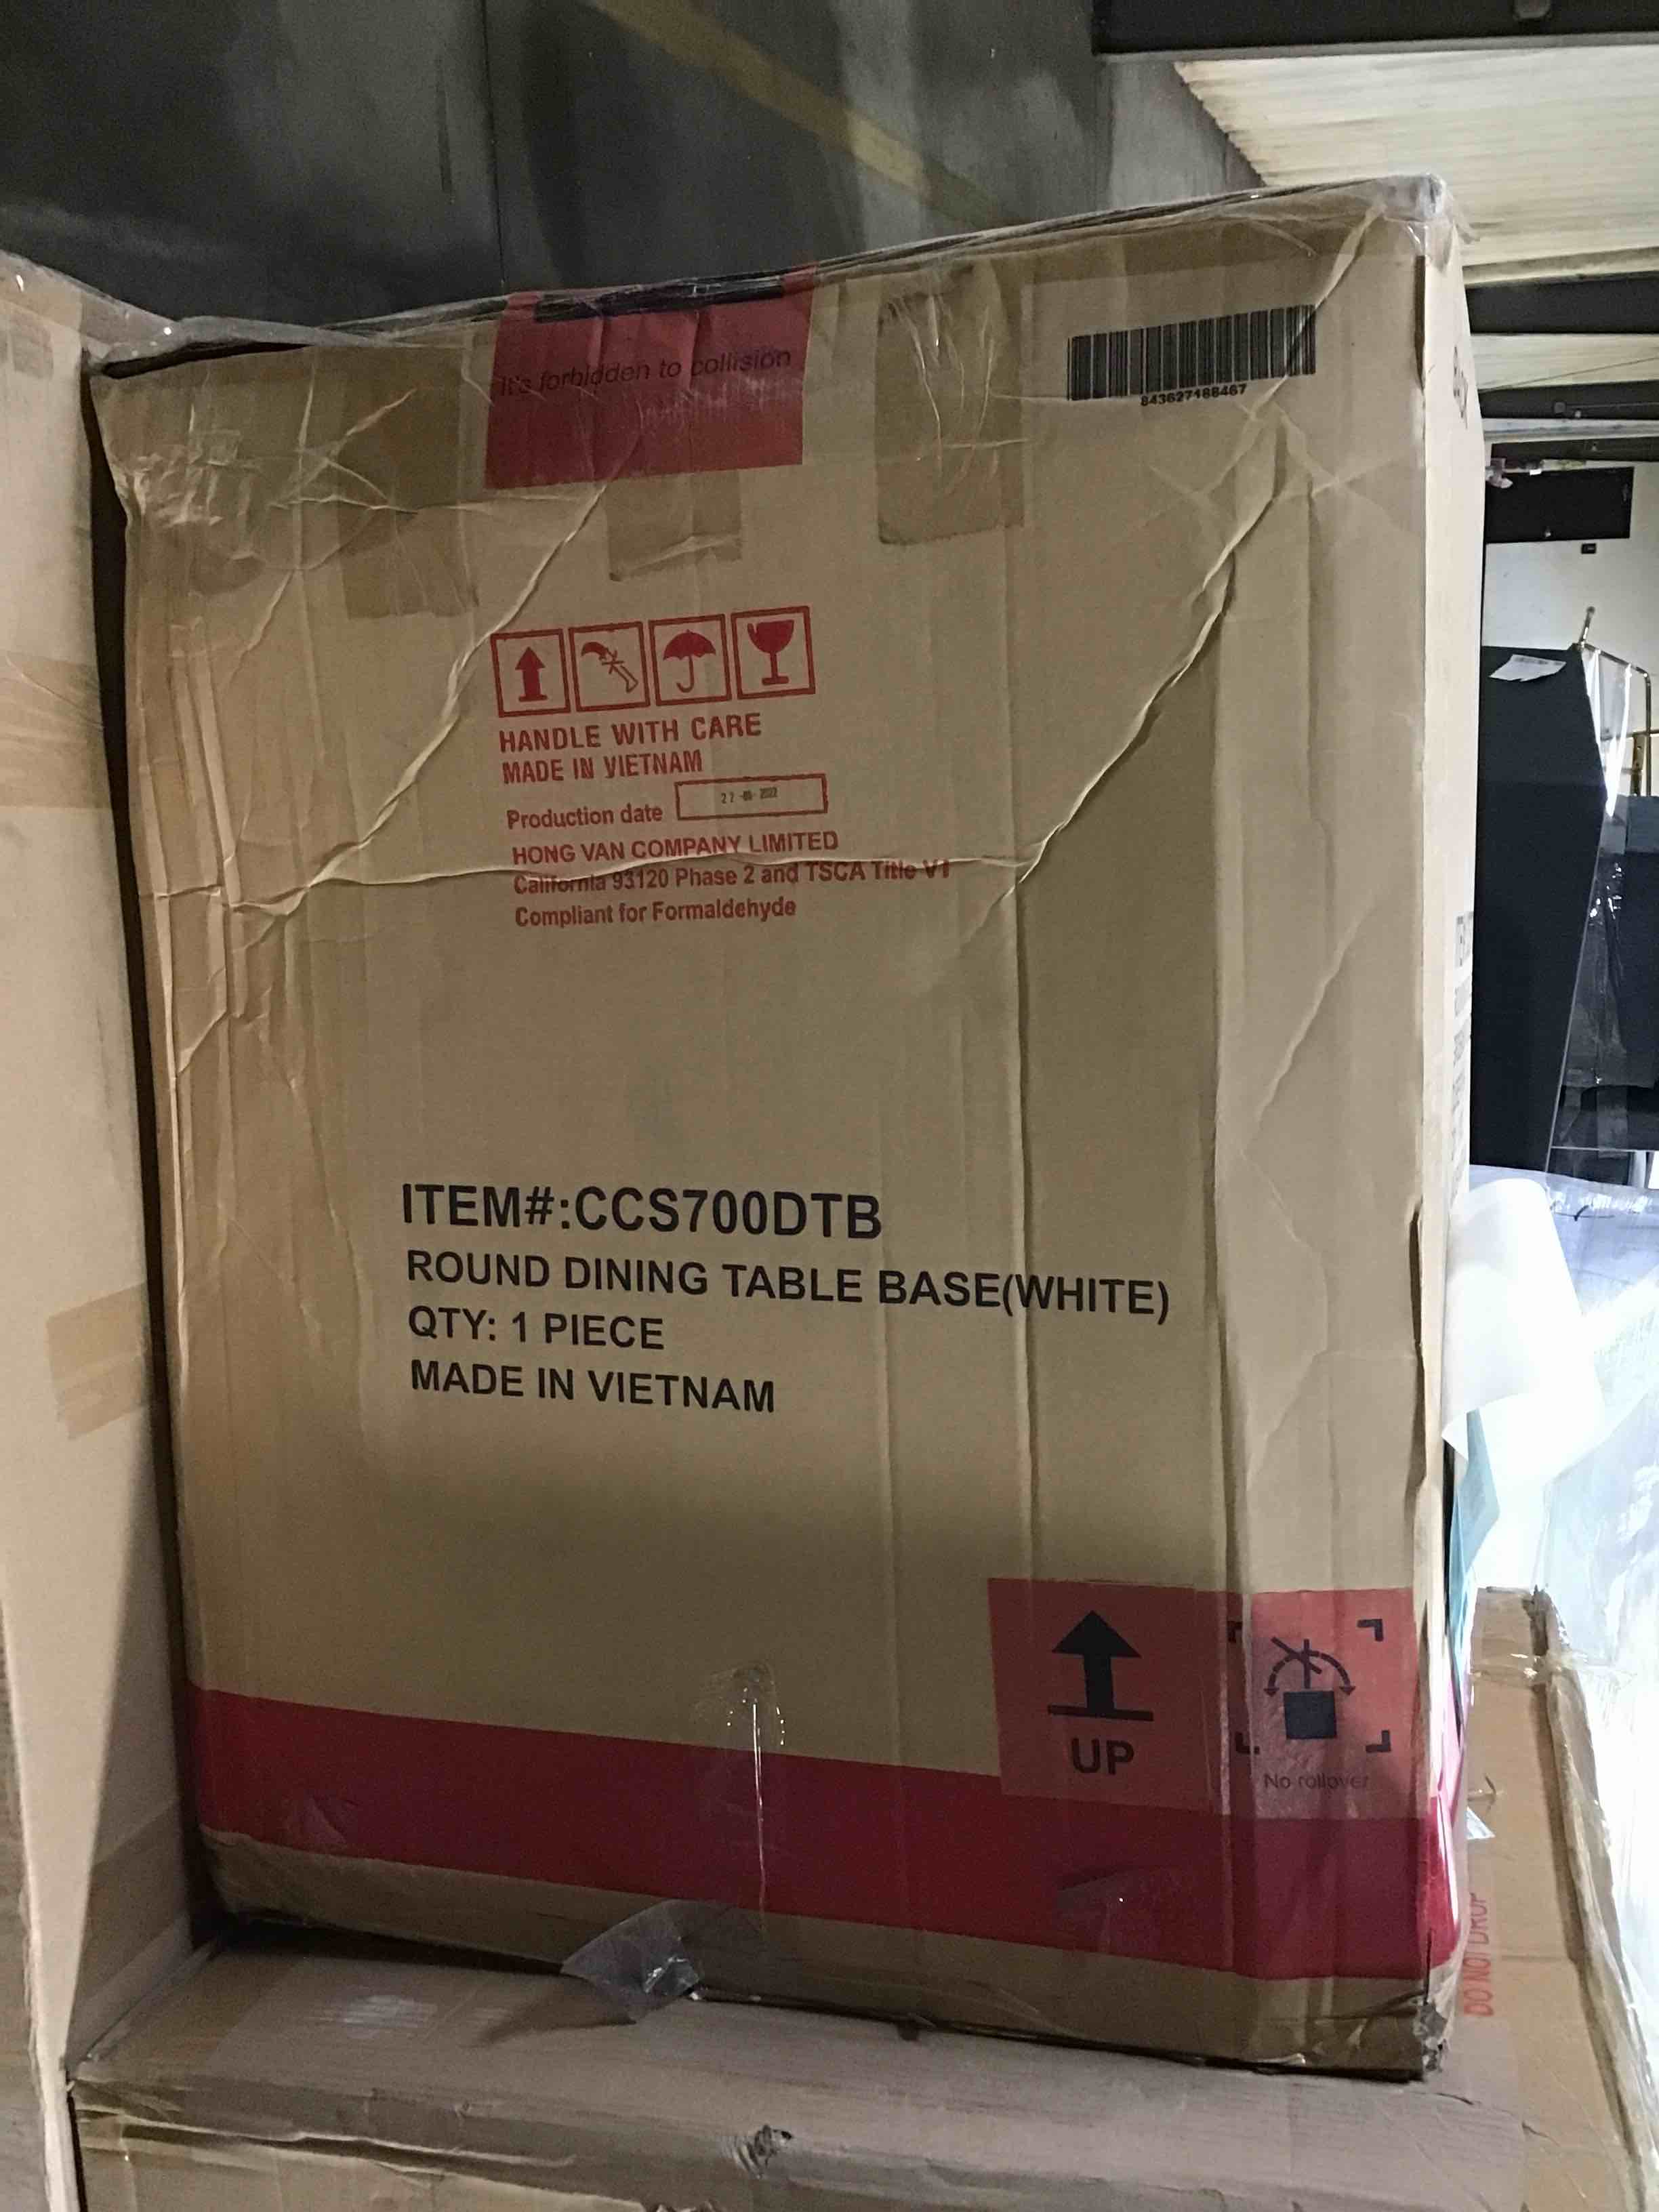 It's forbidden to collision
843627188467
HANDLE WITH CARE
MADE IN VIETNAM
Production date
HONG VAN COMPANY LIMITED
California 93120 Phase 2 and TSCA Title VI
Compliant for Formaldehyde
ITEM#:CCS700DTB
ROUND DINING TABLE BASE(WHITE)
QTY: 1 PIECE
MADE IN VIETNAM
UP
No rollover
DO NOT DROP